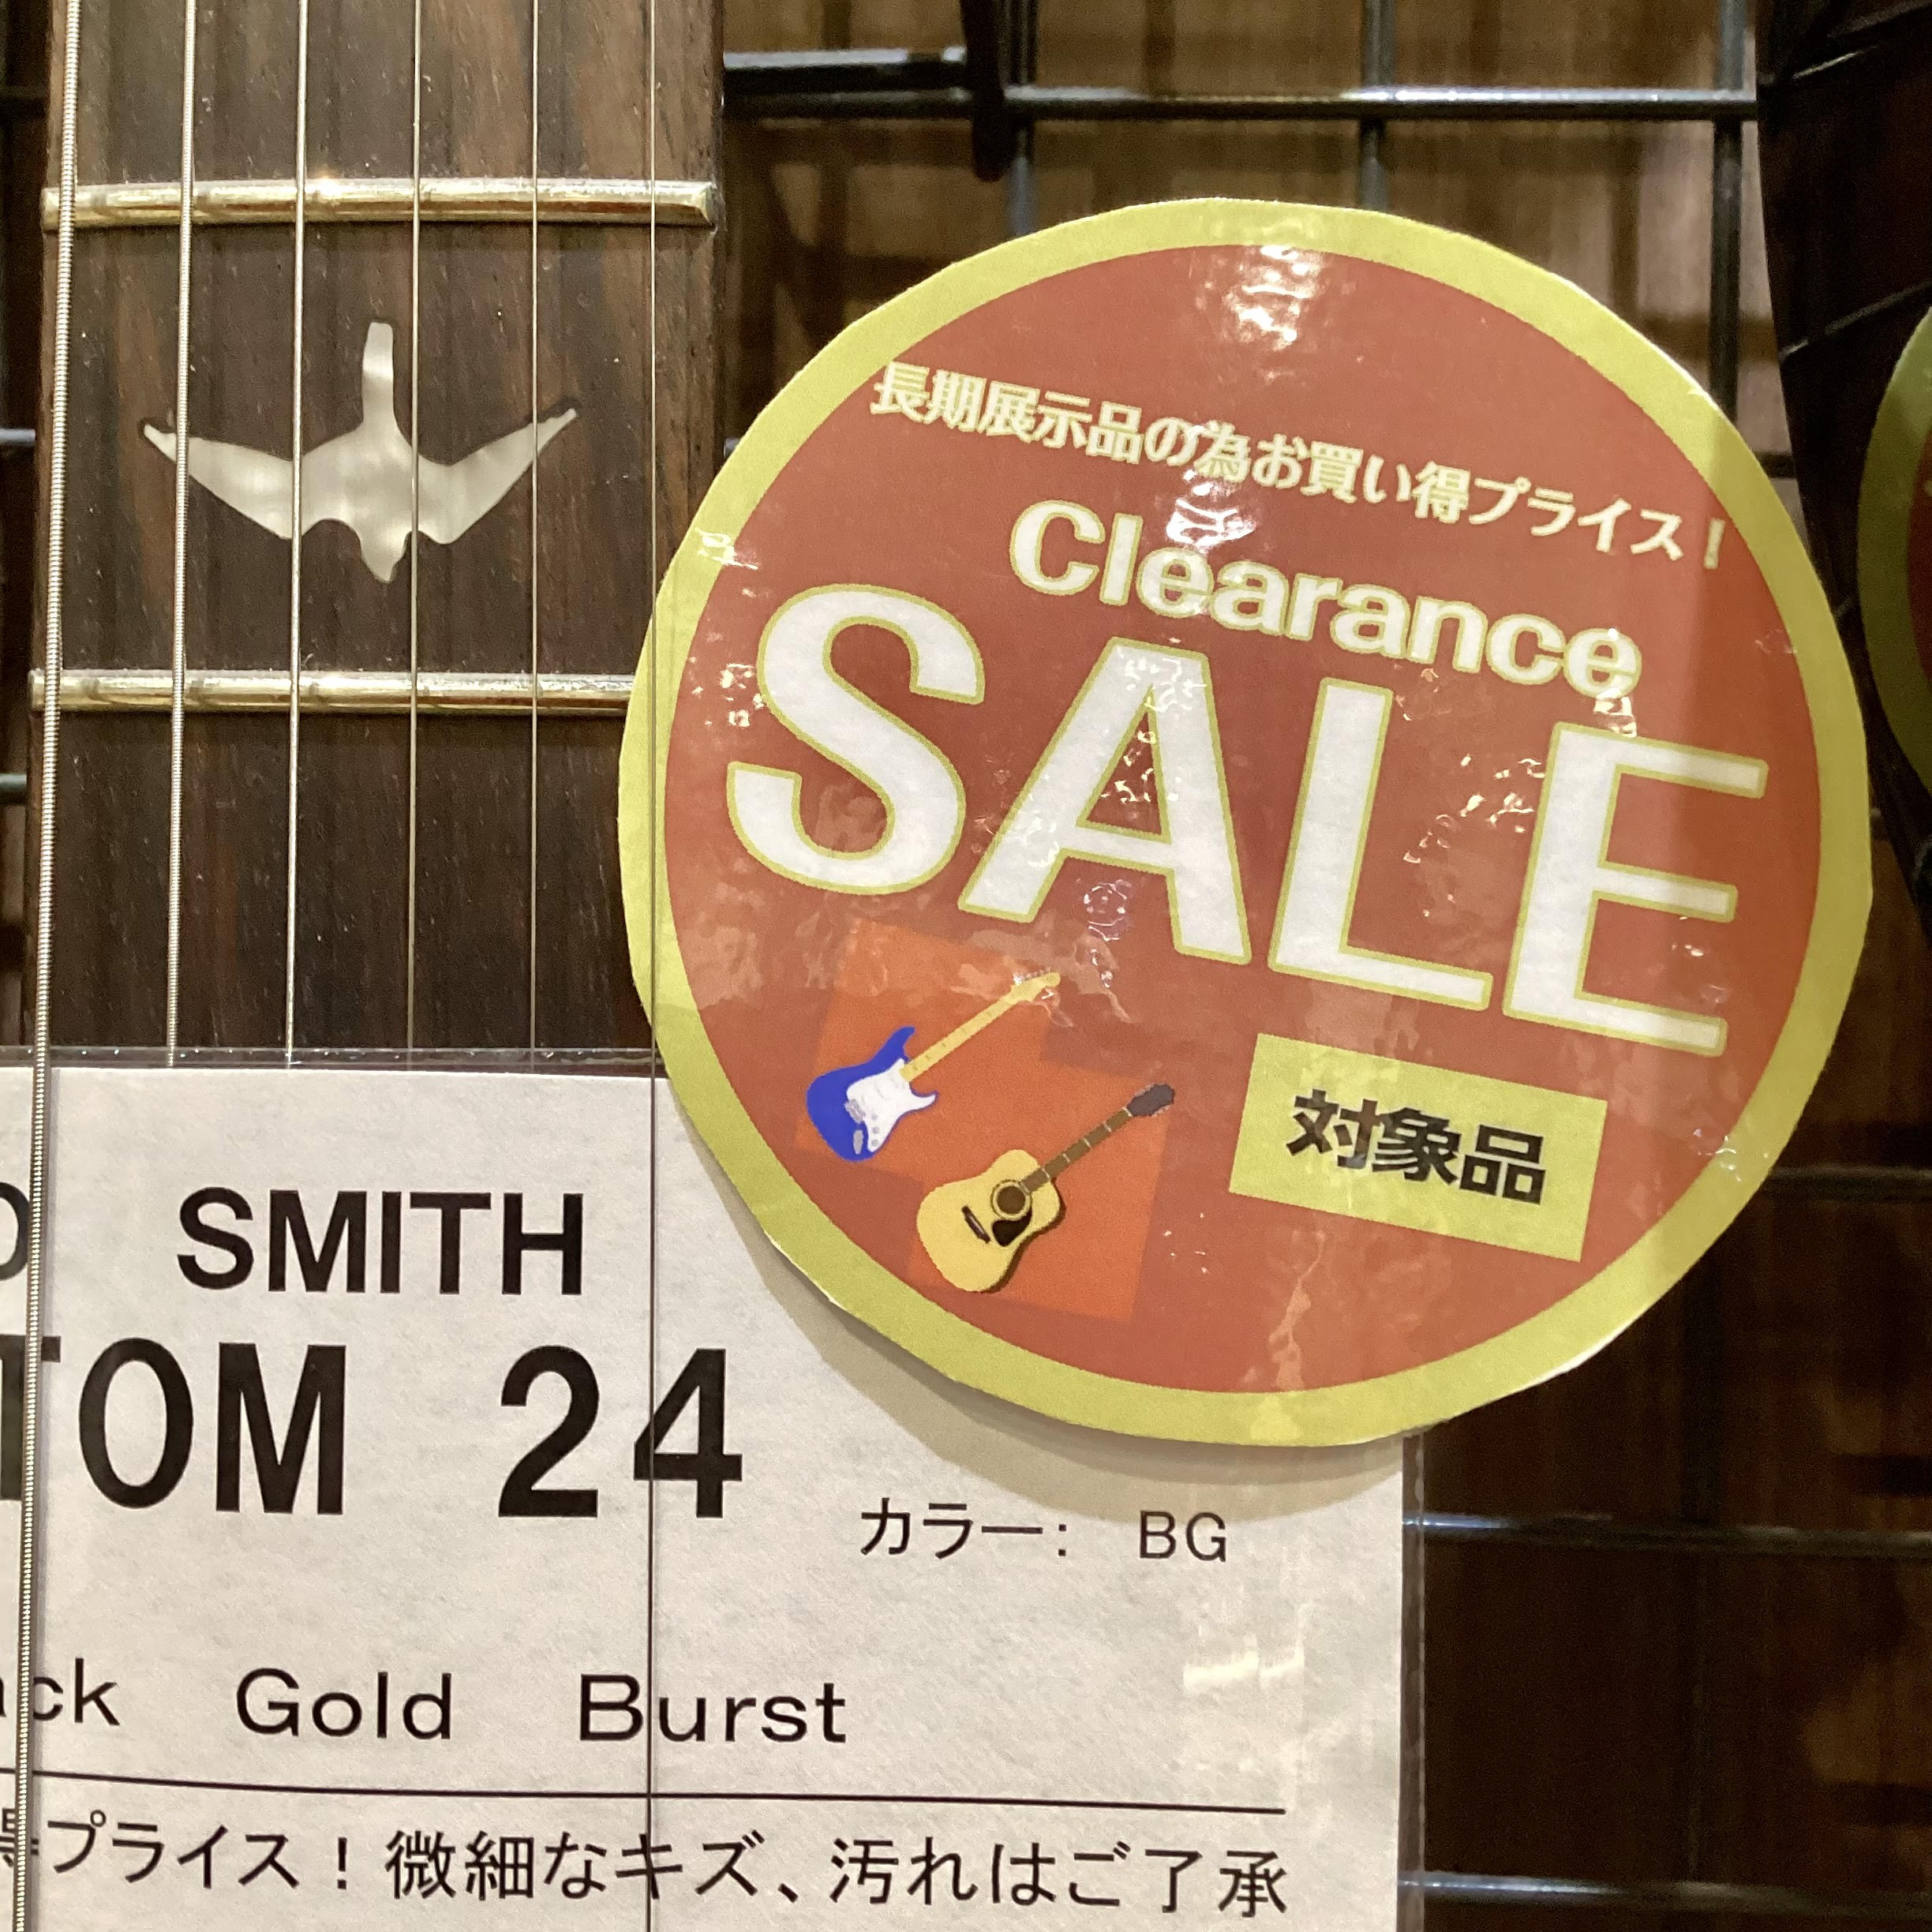 長期展示品の為お買い得プライス！
Clearance
SALE
対象品
SMITH
TOM 24
カラー： BG
ck Gold Burst
得プライス！微細なキズ、汚れはご了承